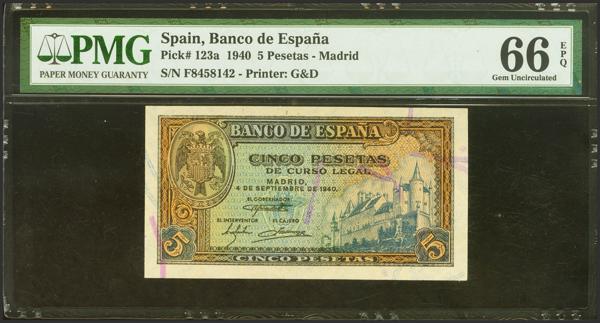 PMG
PAPER MONEY GUARANTY
Spain, Banco de España
Pick# 123a 1940 5 Pesetas - Madrid
S/N F8458142 - Printer: G&D
66 EPQ
Gem Uncirculated
BANCO DE ESPAÑA
CINCO PESETAS
DE CURSO LEGAL
MADRID,
4 DE SEPTIEMBRE DE 1940.
EL GOBERNADOR
EL INTERVENTOR EL CAJERO
5 5
CINCO PESETAS